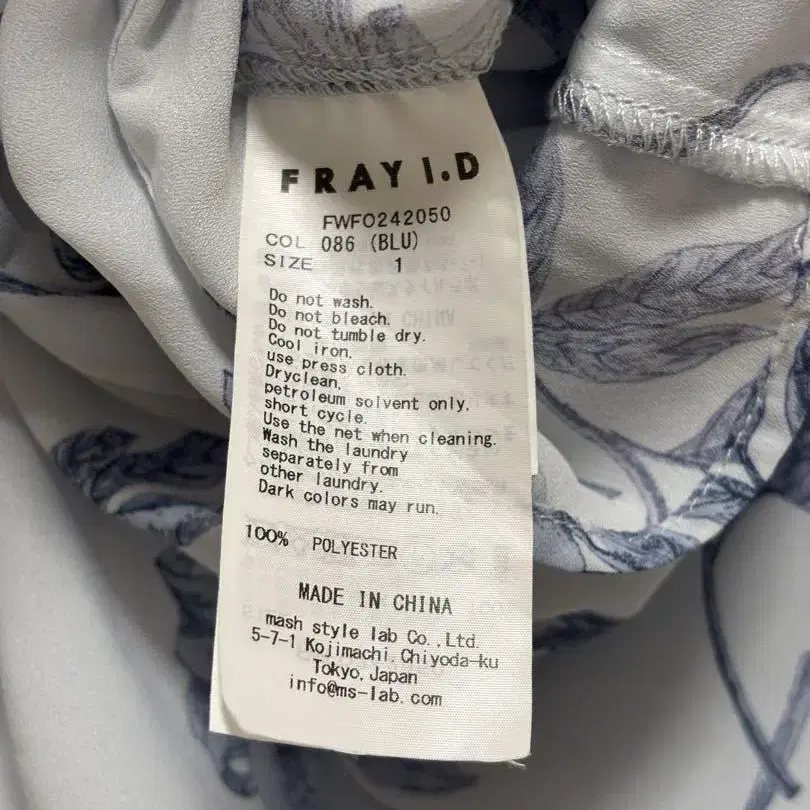 FRAY I.D
FWFO242050
COL 086 (BLU)
SIZE 1
Do not wash.
Do not bleach.
Do not tumble dry.
Cool iron.
use press cloth.
Dryclean,
petroleum solvent only.
short cycle.
Use the net when cleaning.
Wash the laundry
separately from
other laundry.
Dark colors may run.
100% POLYESTER
MADE IN CHINA
mash style lab Co.,Ltd.
5-7-1 Kojimachi,Chiyoda-ku
Tokyo,Japan
info@ms-lab.com